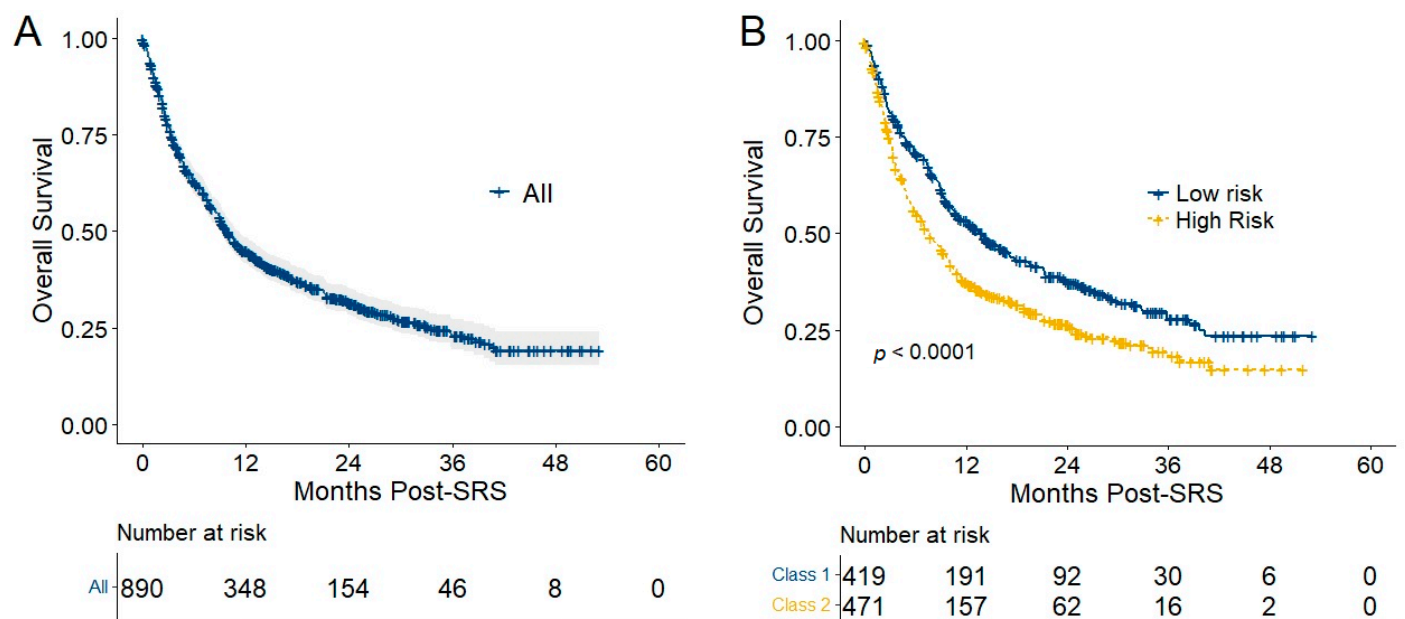 A
Overall Survival
1.00
0.75
0.50
0.25
0.00
All
0 12 24 36 48 60
Months Post-SRS
Number at risk
All 890 348 154 46 8 0
B
Overall Survival
1.00
0.75
0.50
0.25
0.00
Low risk
High Risk
p < 0.0001
0 12 24 36 48 60
Months Post-SRS
Number at risk
Class 1 419 191 92 30 6 0
Class 2 471 157 62 16 2 0